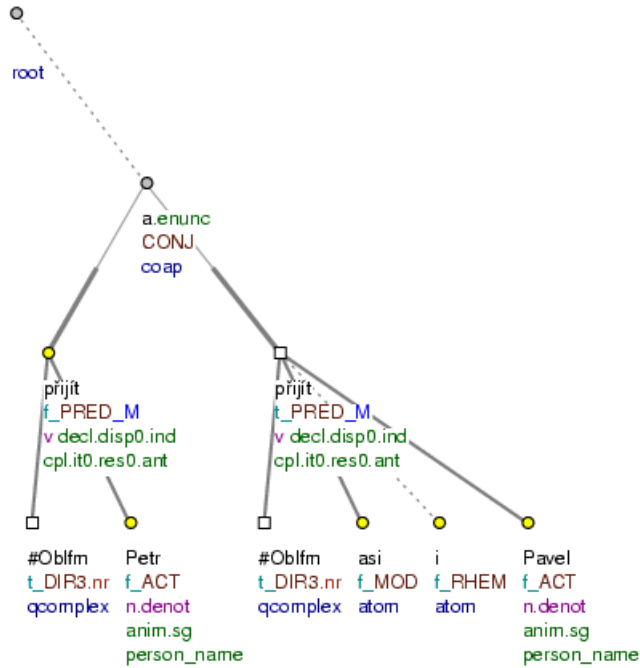 root
a.enunc
CONJ
coap
přijít
f_PRED_M
v decl.disp0.ind
cpl.it0.res0.ant
přijít
t_PRED_M
v decl.disp0.ind
cpl.it0.res0.ant
#Oblfm
t_DIR3.nr
qcomplex
Petr
f_ACT
n.denot
anim.sg
person_name
#Oblfm
t_DIR3.nr
qcomplex
asi
f_MOD
atom
i
f_RHEM
atom
Pavel
f_ACT
n.denot
anim.sg
person_name